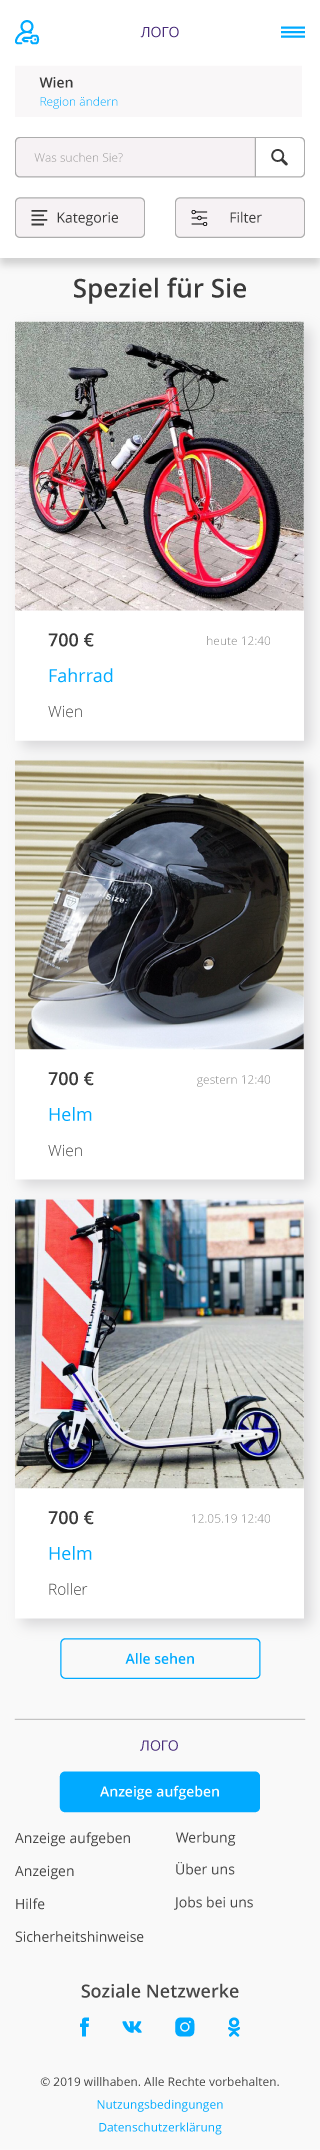 ЛОГО
Wien
Region ändern
Was suchen Sie?
Kategorie
Filter
Speziel für Sie
700 €
heute 12:40
Fahrrad
Wien
Size:
700 €
gestern 12:40
Helm
Wien
700 €
12.05.19 12:40
Helm
Roller
Alle sehen
ЛОГО
Anzeige aufgeben
Anzeige aufgeben
Werbung
Anzeigen
Über uns
Hilfe
Jobs bei uns
Sicherheitshinweise
Soziale Netzwerke
© 2019 willhaben. Alle Rechte vorbehalten.
Nutzungsbedingungen
Datenschutzerklärung